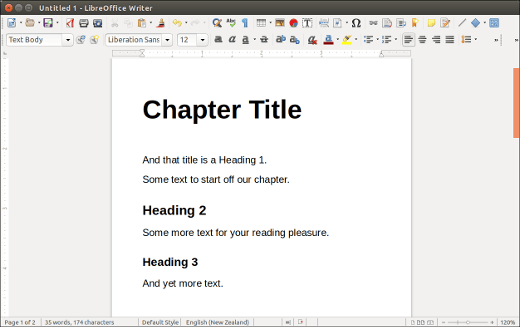 Untitled 1 - LibreOffice Writer
Text Body
Liberation Sans
12
Chapter Title
And that title is a Heading 1.
Some text to start off our chapter.
Heading 2
Some more text for your reading pleasure.
Heading 3
And yet more text.
Page 1 of 2
35 words, 174 characters
Default Style
English (New Zealand)
120%